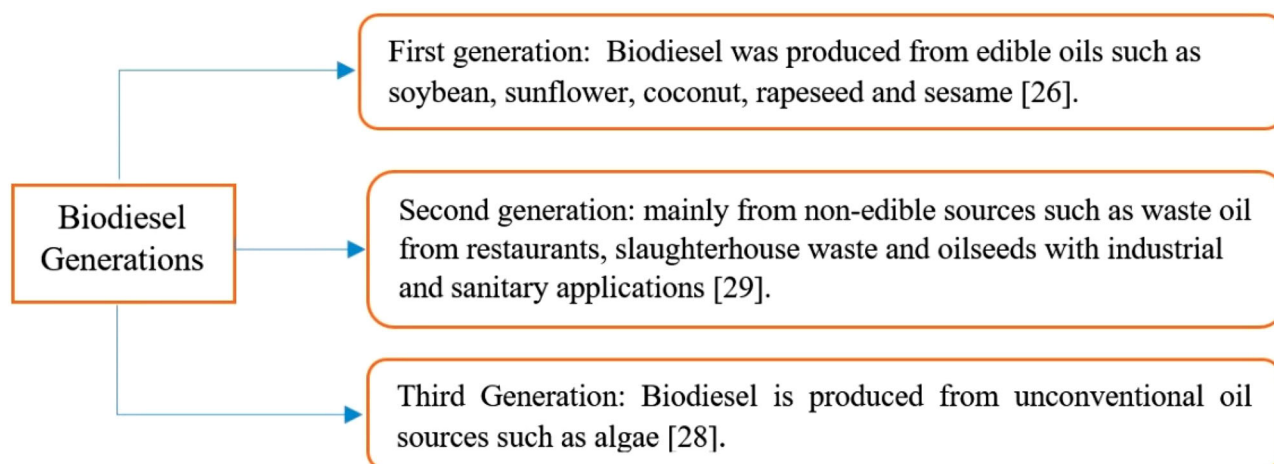 First generation:  Biodiesel was produced from edible oils such as
soybean, sunflower, coconut, rapeseed and sesame [26].
Biodiesel
Generations
Second generation: mainly from non-edible sources such as waste oil
from restaurants, slaughterhouse waste and oilseeds with industrial
and sanitary applications [29].
Third Generation: Biodiesel is produced from unconventional oil
sources such as algae [28].